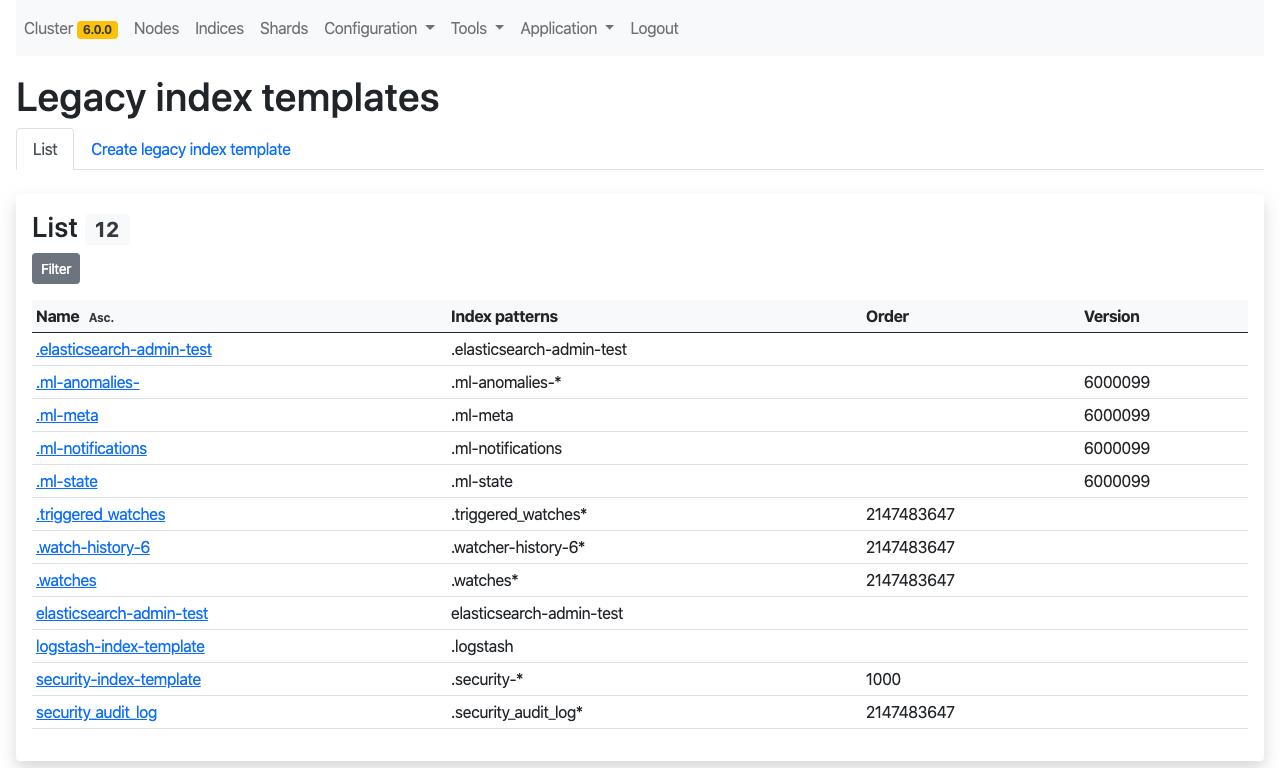 Cluster 6.0.0 Nodes Indices Shards Configuration Tools Application Logout
Legacy index templates
List Create legacy index template
List 12
Filter
Name Asc. Index patterns Order Version
.elasticsearch-admin-test .elasticsearch-admin-test
.ml-anomalies- .ml-anomalies-* 6000099
.ml-meta .ml-meta 6000099
.ml-notifications .ml-notifications 6000099
.ml-state .ml-state 6000099
.triggered_watches .triggered_watches* 2147483647
.watch-history-6 .watcher-history-6* 2147483647
.watches .watches* 2147483647
elasticsearch-admin-test elasticsearch-admin-test
logstash-index-template .logstash
security-index-template .security-* 1000
security_audit_log .security_audit_log* 2147483647